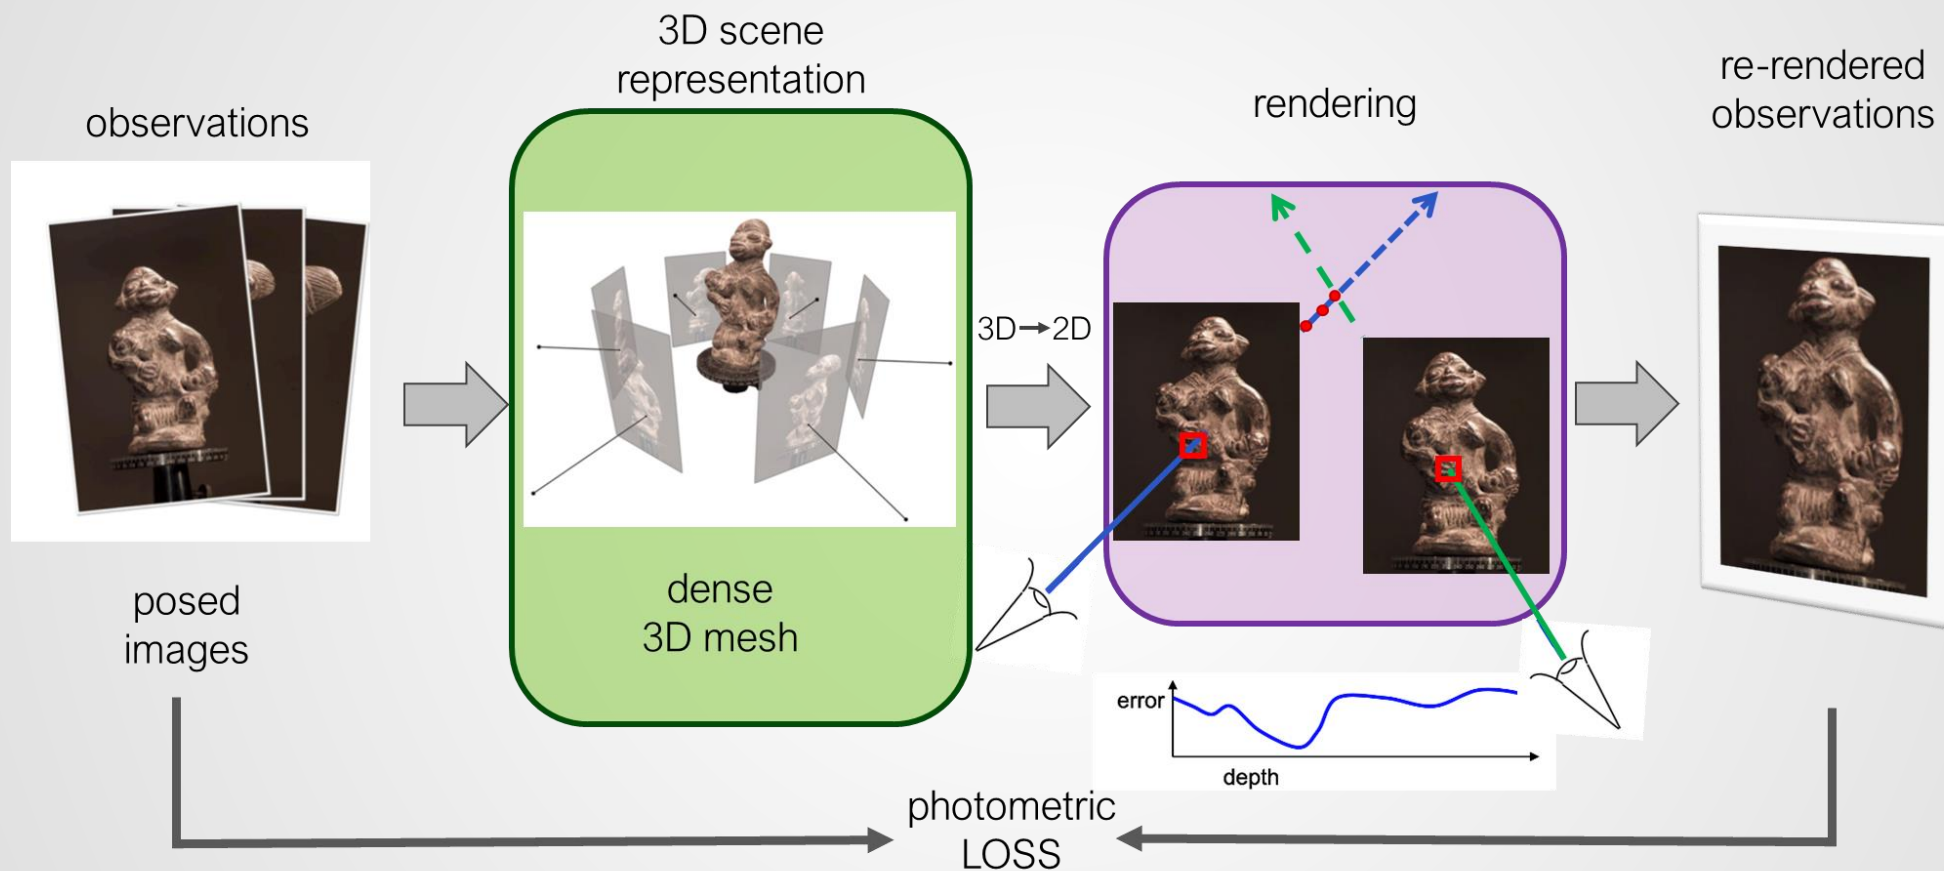 observations
posed
images
3D scene
representation
dense
3D mesh
3D→2D
rendering
error
depth
re-rendered
observations
photometric
LOSS